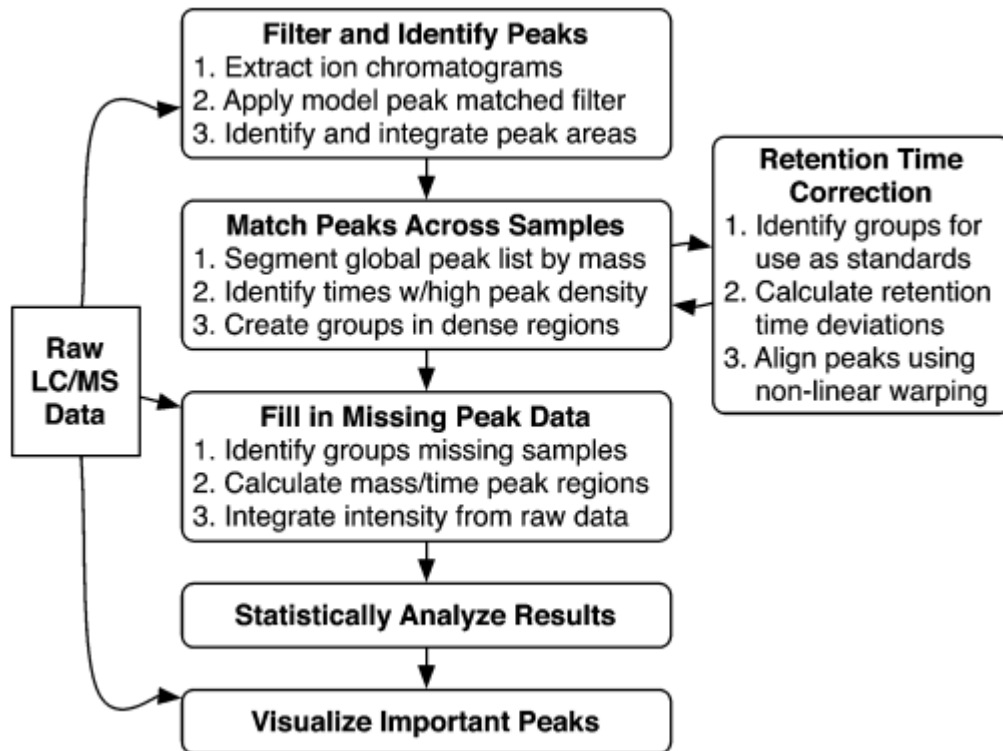 Filter and Identify Peaks
1. Extract ion chromatograms
2. Apply model peak matched filter
3. Identify and integrate peak areas
Match Peaks Across Samples
1. Segment global peak list by mass
2. Identify times w/high peak density
3. Create groups in dense regions
Retention Time
Correction
1. Identify groups for
use as standards
2. Calculate retention
time deviations
3. Align peaks using
non-linear warping
Raw
LC/MS
Data
Fill in Missing Peak Data
1. Identify groups missing samples
2. Calculate mass/time peak regions
3. Integrate intensity from raw data
Statistically Analyze Results
Visualize Important Peaks